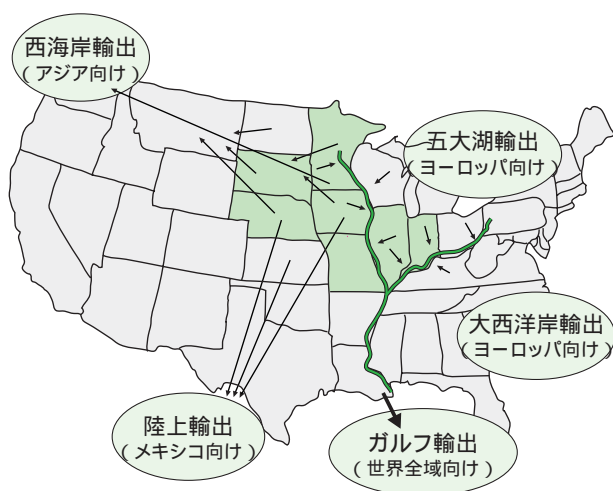 西海岸輸出
（アジア向け）
五大湖輸出
（ヨーロッパ向け）
大西洋岸輸出
（ヨーロッパ向け）
陸上輸出
（メキシコ向け）
ガルフ輸出
（世界全域向け）